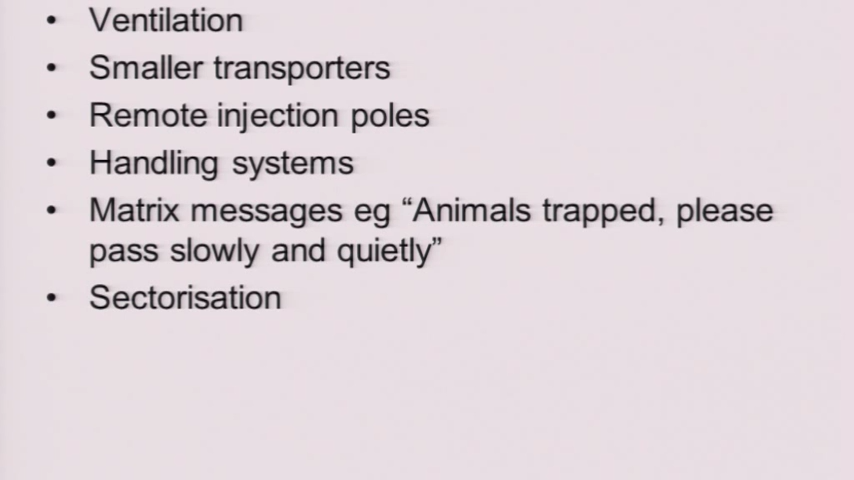 • Ventilation
• Smaller transporters
• Remote injection poles
• Handling systems
• Matrix messages eg “Animals trapped, please
pass slowly and quietly”
• Sectorisation